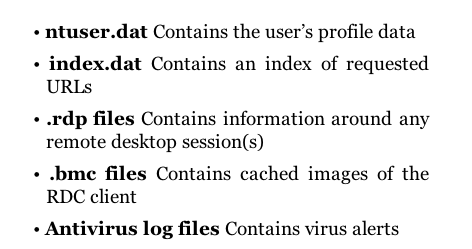 • ntuser.dat Contains the user’s profile data
• index.dat Contains an index of requested
URLs
• .rdp files Contains information around any
remote desktop session(s)
• .bmc files Contains cached images of the
RDC client
• Antivirus log files Contains virus alerts